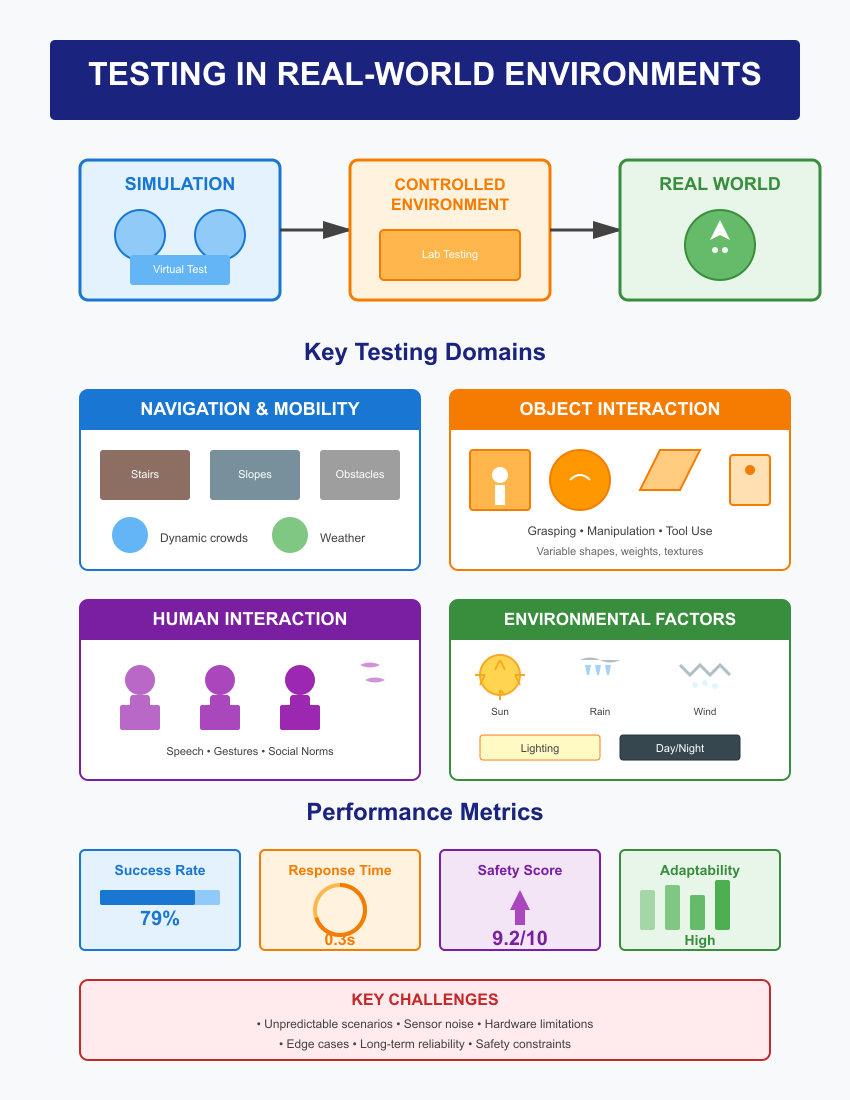 TESTING IN REAL-WORLD ENVIRONMENTS
SIMULATION
Virtual Test
CONTROLLED
ENVIRONMENT
Lab Testing
REAL WORLD
Key Testing Domains
NAVIGATION & MOBILITY
Stairs
Slopes
Obstacles
Dynamic crowds
Weather
OBJECT INTERACTION
Grasping • Manipulation • Tool Use
Variable shapes, weights, textures
HUMAN INTERACTION
Speech • Gestures • Social Norms
ENVIRONMENTAL FACTORS
Sun
Rain
Wind
Lighting
Day/Night
Performance Metrics
Success Rate
79%
Response Time
0.3s
Safety Score
9.2/10
Adaptability
High
KEY CHALLENGES
• Unpredictable scenarios • Sensor noise • Hardware limitations
• Edge cases • Long-term reliability • Safety constraints